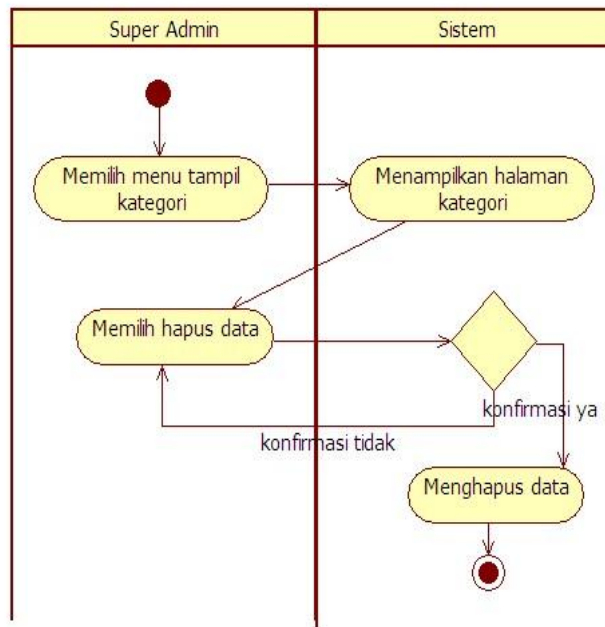 Super Admin
Sistem
Memilih menu tampil
kategori
Menampilkan halaman
kategori
Memilih hapus data
konfirmasi ya
konfirmasi tidak
Menghapus data